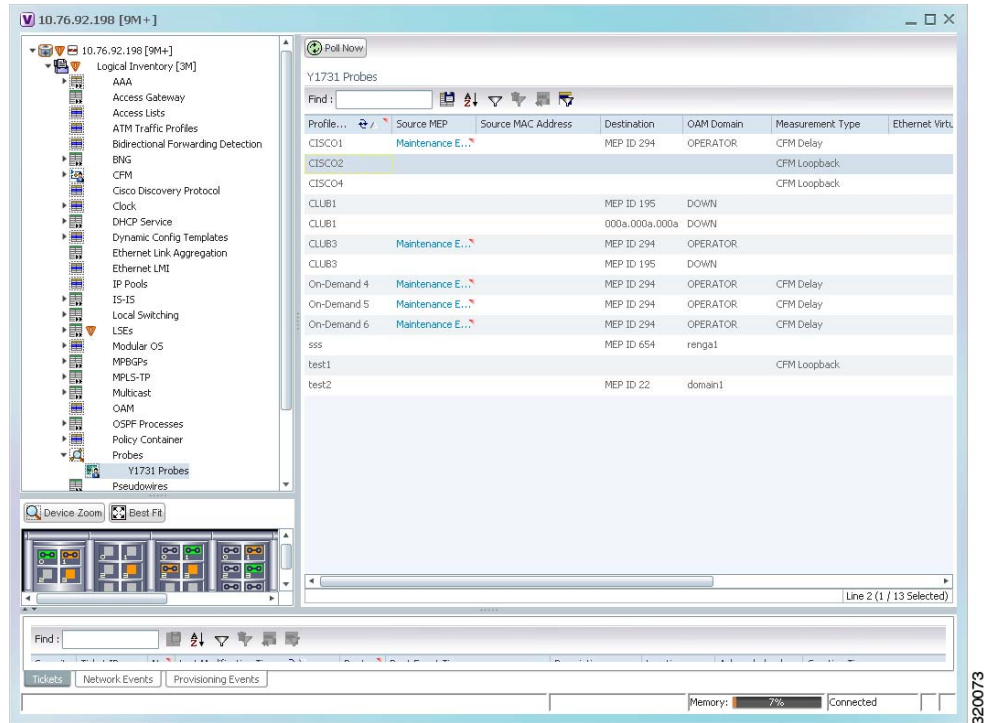 10.76.92.198 [9M+]
10.76.92.198 [9M+]
Logical Inventory [3M]
AAA
Access Gateway
Access Lists
ATM Traffic Profiles
Bidirectional Forwarding Detection
BNG
CFM
Cisco Discovery Protocol
Clock
DHCP Service
Dynamic Config Templates
Ethernet Link Aggregation
Ethernet LMI
IP Pools
IS-IS
Local Switching
LSEs
Modular OS
MPBGPs
MPLS-TP
Multicast
OAM
OSPF Processes
Policy Container
Probes
Y1731 Probes
Pseudowires
Device Zoom Best Fit
Poll Now
Y1731 Probes
Find :
Profile... Source MEP Source MAC Address Destination OAM Domain Measurement Type Ethernet Virtu
CISCO1 Maintenance E... MEP ID 294 OPERATOR CFM Delay
CISCO2 CFM Loopback
CISCO4 CFM Loopback
CLUB1 MEP ID 195 DOWN
CLUB1 000a.000a.000a DOWN
CLUB3 Maintenance E... MEP ID 294 OPERATOR
CLUB3 MEP ID 195 DOWN
On-Demand 4 Maintenance E... MEP ID 294 OPERATOR CFM Delay
On-Demand 5 Maintenance E... MEP ID 294 OPERATOR CFM Delay
On-Demand 6 Maintenance E... MEP ID 294 OPERATOR CFM Delay
sss MEP ID 654 renga1
test1 CFM Loopback
test2 MEP ID 22 domain1
Line 2 (1 / 13 Selected)
Find :
Tickets Network Events Provisioning Events
Memory: 7% Connected
320073